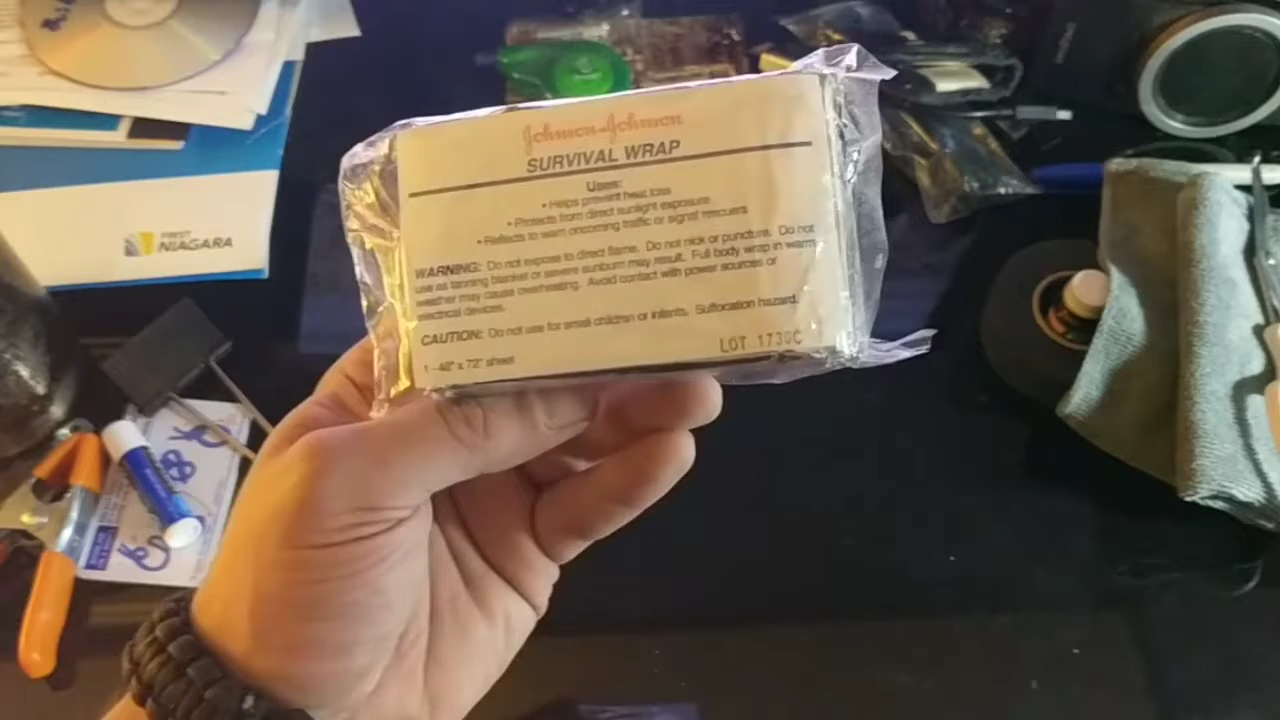 Johnson & Johnson
SURVIVAL WRAP
Uses:
• Helps prevent heat loss
• Protects from direct sunlight exposure
• Reflects to warn oncoming traffic or signal rescuers
WARNING: Do not expose to direct flame. Do not nick or puncture. Do not
use as tanning blanket or severe sunburn may result. Full body wrap in warm
weather may cause overheating. Avoid contact with power sources or
electrical devices.
CAUTION: Do not use for small children or infants. Suffocation hazard.
1 - 48" x 72" sheet
LOT 1738C
FIRST
NIAGARA